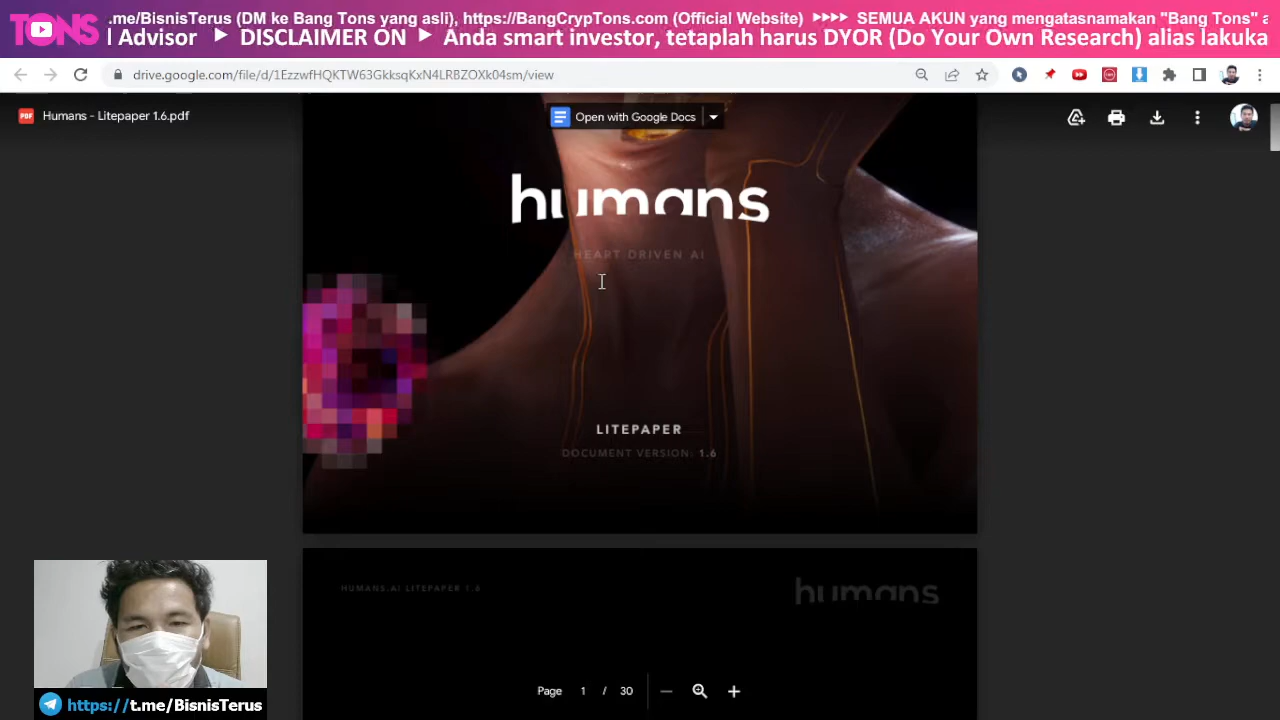 TONS
.me/BisnisTerus (DM ke Bang Tons yang asli), https://BangCrypTons.com (Official Website) ▸▸▸▸ SEMUA AKUN yang mengatasnamakan "Bang Tons" a
l Advisor ▶ DISCLAIMER ON ▶ Anda smart investor, tetaplah harus DYOR (Do Your Own Research) alias lakuka
drive.google.com/file/d/1EzzwfHQKTW63GkksqKxN4LRBZOXk04sm/view
PDF Humans - Litepaper 1.6.pdf
Open with Google Docs
humans
HEART DRIVEN AI
LITEPAPER
DOCUMENT VERSION: 1.6
HUMANS.AI LITEPAPER 1.6
humans
Page 1 / 30
https://t.me/BisnisTerus